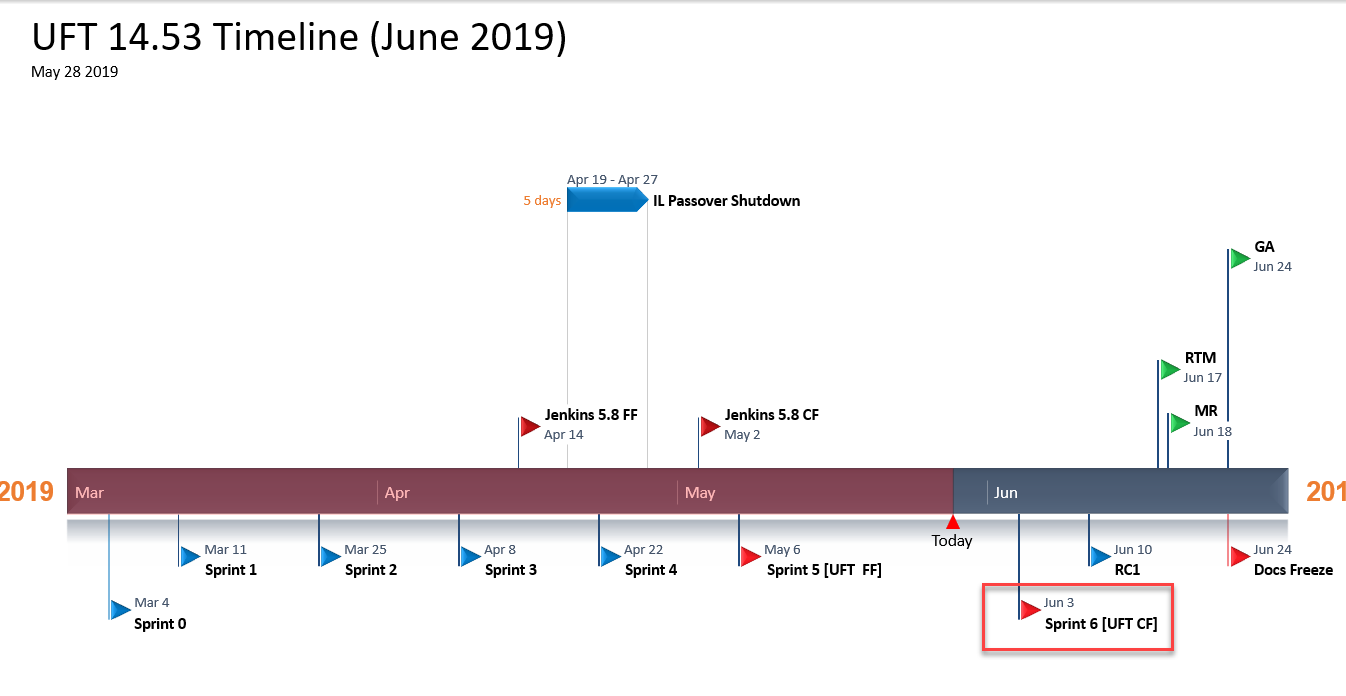 UFT 14.53 Timeline (June 2019)
May 28 2019
Apr 19 - Apr 27
5 days
IL Passover Shutdown
GA
Jun 24
RTM
Jun 17
MR
Jun 18
Jenkins 5.8 FF
Apr 14
Jenkins 5.8 CF
May 2
2019
Mar
Apr
May
Jun
201
Today
Mar 11
Sprint 1
Mar 25
Sprint 2
Apr 8
Sprint 3
Apr 22
Sprint 4
May 6
Sprint 5 [UFT FF]
Jun 10
RC1
Jun 24
Docs Freeze
Mar 4
Sprint 0
Jun 3
Sprint 6 [UFT CF]